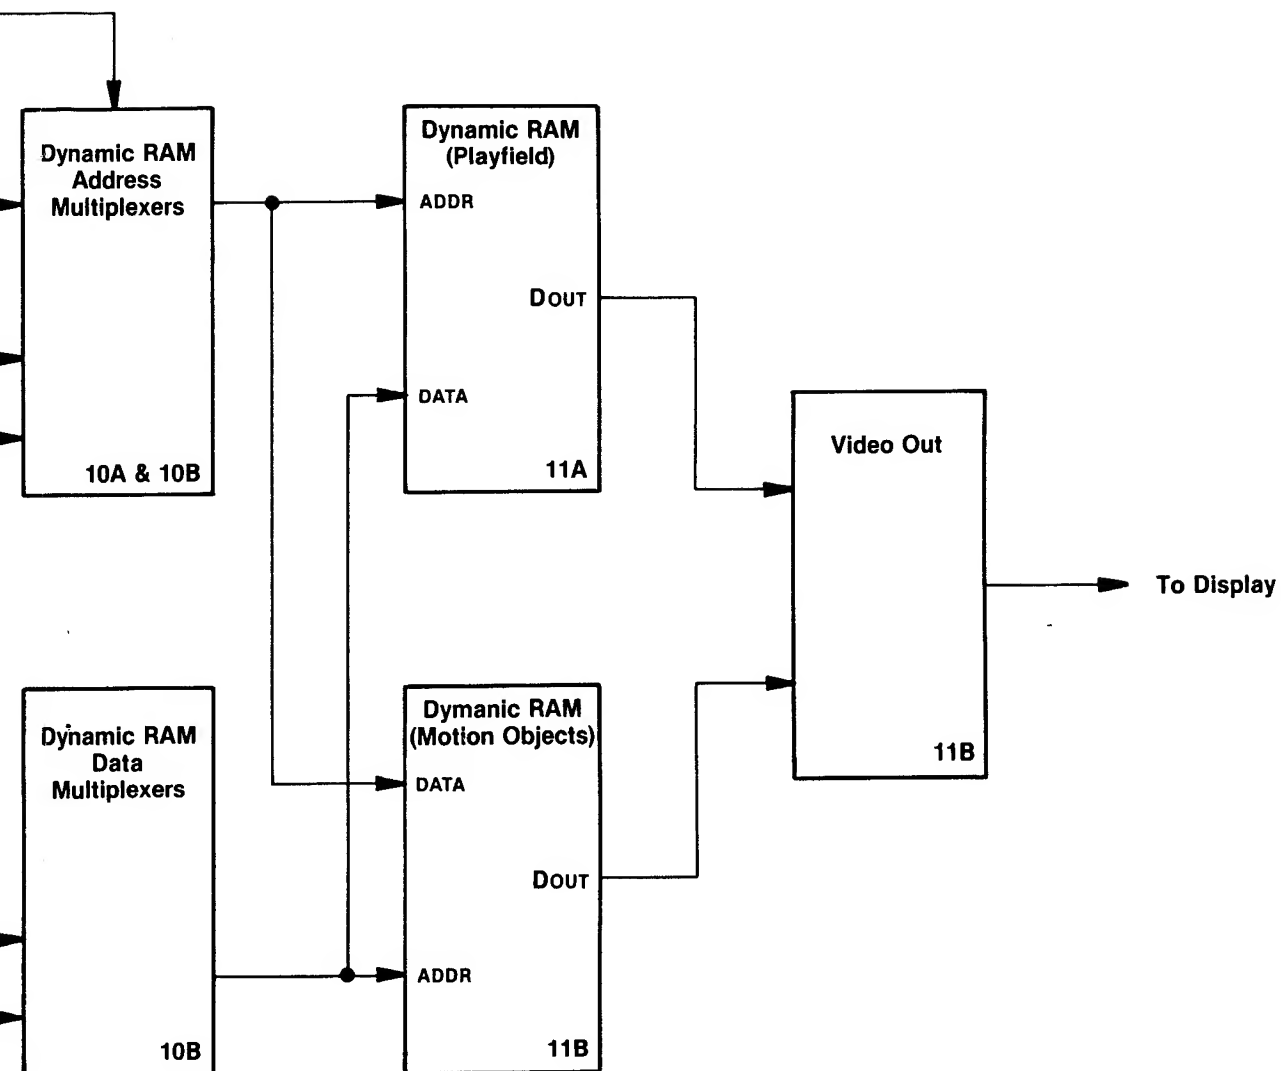 Dynamic RAM
Address
Multiplexers
10A & 10B
Dynamic RAM
(Playfield)
ADDR
DOUT
DATA
11A
Video Out
11B
To Display
Dynamic RAM
Data
Multiplexers
10B
Dymanic RAM
(Motion Objects)
DATA
DOUT
ADDR
11B